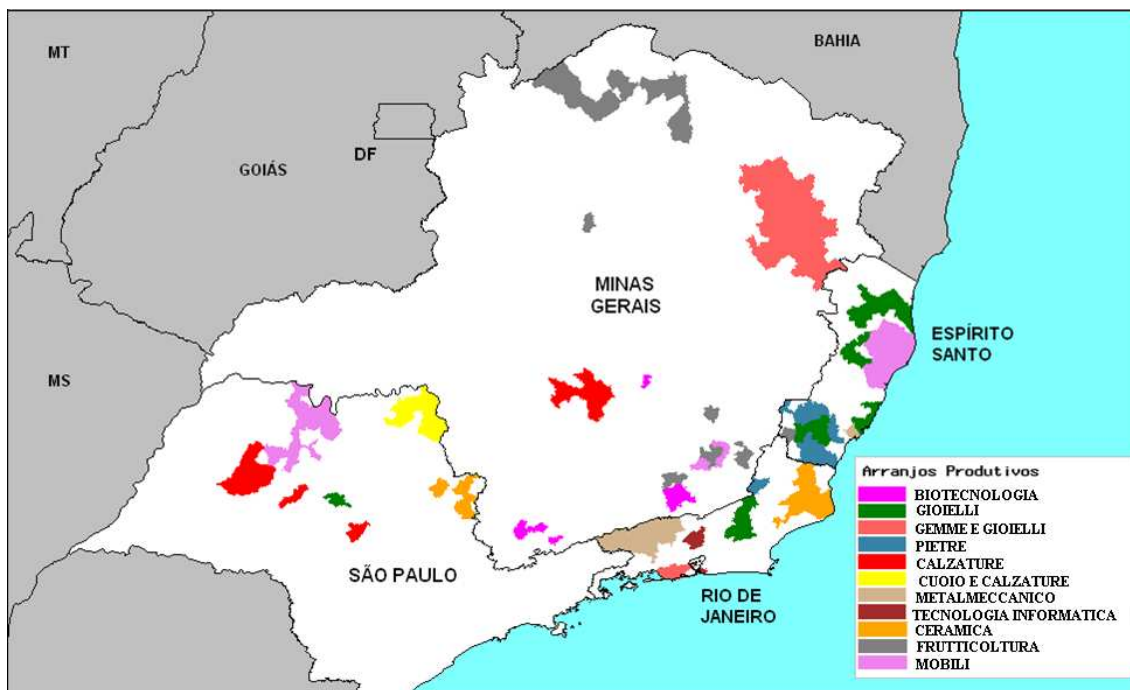 MT
BAHIA
DF
GOIÁS
MINAS
GERAIS
ESPÍRITO
SANTO
MS
SÃO PAULO
RIO DE
JANEIRO
Arranjos Produtivos
BIOTECNOLOGIA
GIOIELLI
GEMME E GIOIELLI
PIETRE
CALZATURE
CUOIO E CALZATURE
METALMECCANICO
TECNOLOGIA INFORMATICA
CERAMICA
FRUTTICOLTURA
MOBILI